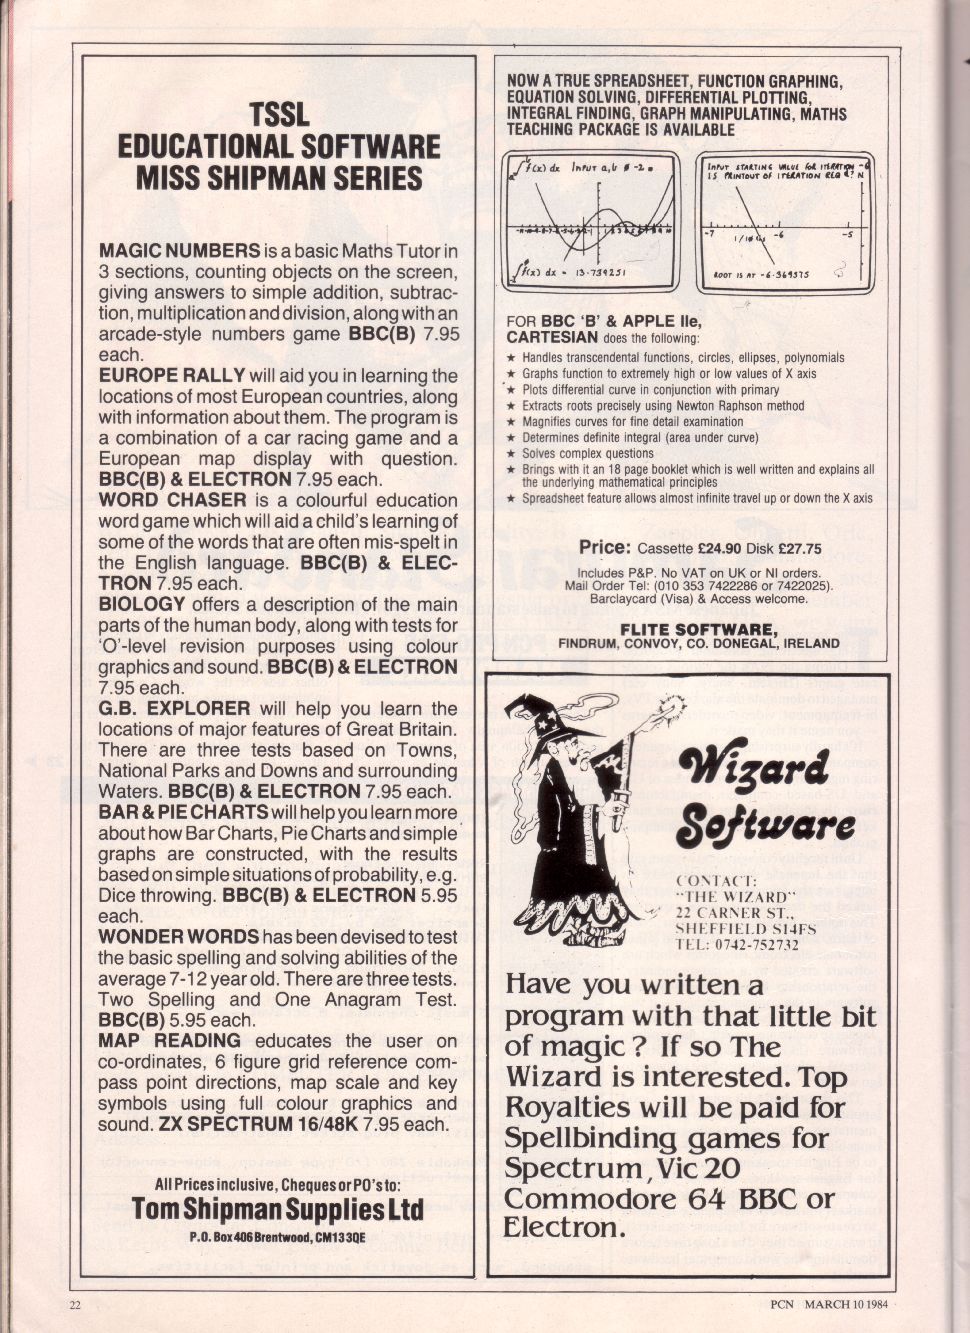 TSSL
EDUCATIONAL SOFTWARE
MISS SHIPMAN SERIES
MAGIC NUMBERS is a basic Maths Tutor in
3 sections, counting objects on the screen,
giving answers to simple addition, subtrac-
tion, multiplication and division, along with an
arcade-style numbers game BBC(B) 7.95
each.
EUROPE RALLY will aid you in learning the
locations of most European countries, along
with information about them. The program is
a combination of a car racing game and a
European map display with question.
BBC(B) & ELECTRON 7.95 each.
WORD CHASER is a colourful education
word game which will aid a child's learning of
some of the words that are often mis-spelt in
the English language. BBC(B) & ELEC-
TRON 7.95 each.
BIOLOGY offers a description of the main
parts of the human body, along with tests for
'O'-level revision purposes using colour
graphics and sound. BBC(B) & ELECTRON
7.95 each.
G.B. EXPLORER will help you learn the
locations of major features of Great Britain.
There are three tests based on Towns,
National Parks and Downs and surrounding
Waters. BBC(B) & ELECTRON 7.95 each.
BAR & PIE CHARTS will help you learn more
about how Bar Charts, Pie Charts and simple
graphs are constructed, with the results
based on simple situations of probability, e.g.
Dice throwing. BBC(B) & ELECTRON 5.95
each.
WONDER WORDS has been devised to test
the basic spelling and solving abilities of the
average 7-12 year old. There are three tests.
Two Spelling and One Anagram Test.
BBC(B) 5.95 each.
MAP READING educates the user on
co-ordinates, 6 figure grid reference com-
pass point directions, map scale and key
symbols using full colour graphics and
sound. ZX SPECTRUM 16/48K 7.95 each.
All Prices inclusive, Cheques or PO's to:
Tom Shipman Supplies Ltd
P.O. Box 406 Brentwood, CM13 3QE
NOW A TRUE SPREADSHEET, FUNCTION GRAPHING,
EQUATION SOLVING, DIFFERENTIAL PLOTTING,
INTEGRAL FINDING, GRAPH MANIPULATING, MATHS
TEACHING PACKAGE IS AVAILABLE
∫f(x) dx INPUT a,b
∫f(x) dx = 13.739251
INPUT STARTING VALUE FOR ITERATION -6
IS PRINTOUT OF ITERATION REQ'D? N
-7 -6 -5
ROOT IS AT -6.369375
FOR BBC 'B' & APPLE IIe,
CARTESIAN does the following:
★ Handles transcendental functions, circles, ellipses, polynomials
★ Graphs function to extremely high or low values of X axis
★ Plots differential curve in conjunction with primary
★ Extracts roots precisely using Newton Raphson method
★ Magnifies curves for fine detail examination
★ Determines definite integral (area under curve)
★ Solves complex questions
★ Brings with it an 18 page booklet which is well written and explains all
the underlying mathematical principles
★ Spreadsheet feature allows almost infinite travel up or down the X axis
Price: Cassette £24.90 Disk £27.75
Includes P&P. No VAT on UK or NI orders.
Mail Order Tel: (010 353 7422286 or 7422025).
Barclaycard (Visa) & Access welcome.
FLITE SOFTWARE,
FINDRUM, CONVOY, CO. DONEGAL, IRELAND
Wizard
Software
CONTACT:
"THE WIZARD"
22 CARNER ST.,
SHEFFIELD S14FS
TEL: 0742-752732
Have you written a
program with that little bit
of magic? If so The
Wizard is interested. Top
Royalties will be paid for
Spellbinding games for
Spectrum, Vic 20
Commodore 64 BBC or
Electron.
22
PCN MARCH 10 1984